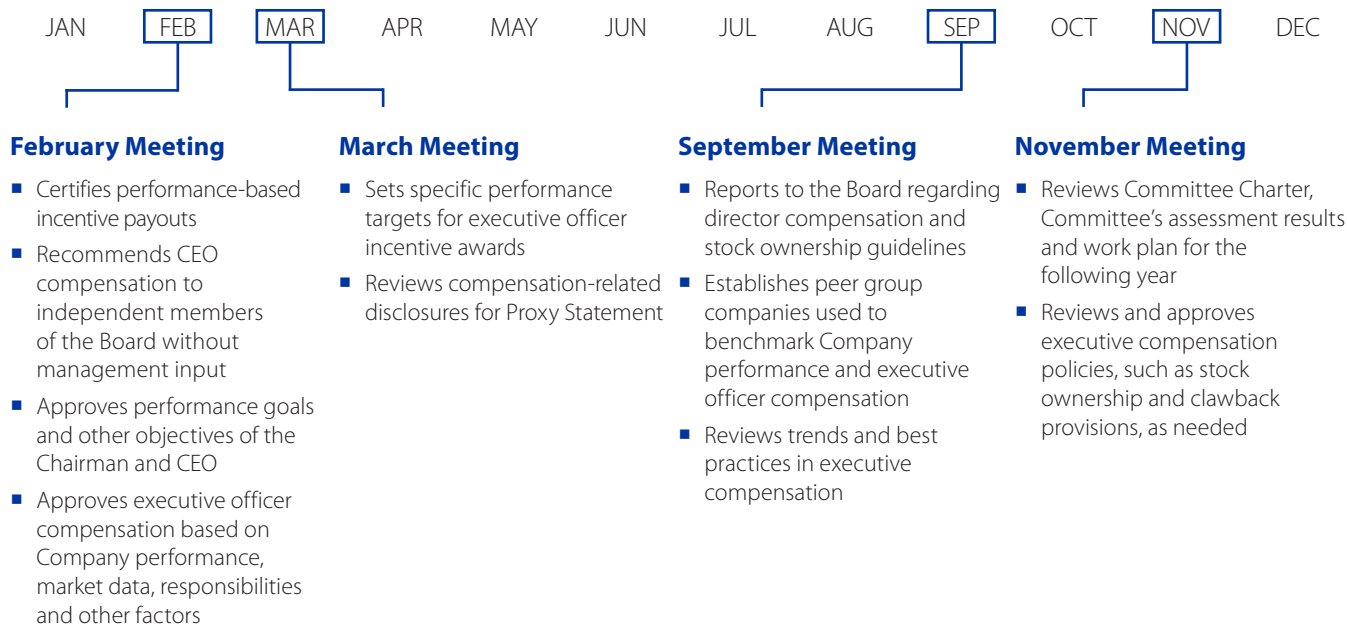 JAN FEB MAR APR MAY JUN JUL AUG SEP OCT NOV DEC
February Meeting
■ Certifies performance-based
incentive payouts
■ Recommends CEO
compensation to
independent members
of the Board without
management input
■ Approves performance goals
and other objectives of the
Chairman and CEO
■ Approves executive officer
compensation based on
Company performance,
market data, responsibilities
and other factors
March Meeting
■ Sets specific performance
targets for executive officer
incentive awards
■ Reviews compensation-related
disclosures for Proxy Statement
September Meeting
■ Reports to the Board regarding
director compensation and
stock ownership guidelines
■ Establishes peer group
companies used to
benchmark Company
performance and executive
officer compensation
■ Reviews trends and best
practices in executive
compensation
November Meeting
■ Reviews Committee Charter,
Committee’s assessment results
and work plan for the
following year
■ Reviews and approves
executive compensation
policies, such as stock
ownership and clawback
provisions, as needed